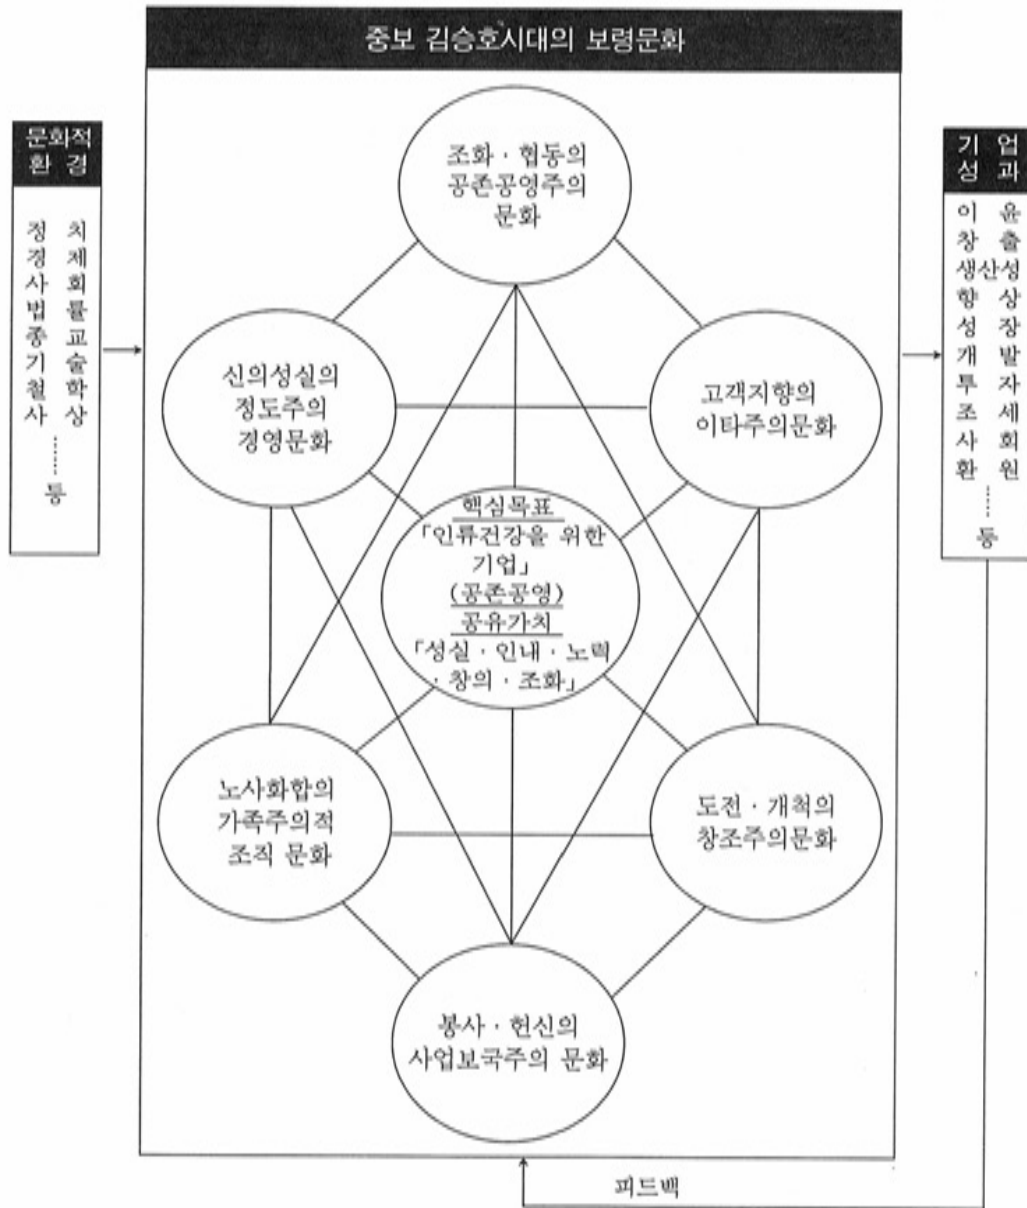 중보 김승호시대의 보령문화
문화적
환 경
정 치
경 제
사 회
법 률
종 교
기 술
철 학
사 상
......
등
조화 · 협동의
공존공영주의
문화
신의성실의
정도주의
경영문화
고객지향의
이타주의문화
핵심목표
「인류건강을 위한
기업」
(공존공영)
공유가치
「성실 · 인내 · 노력
· 창의 · 조화」
노사화합의
가족주의적
조직 문화
도전 · 개척의
창조주의문화
봉사 · 헌신의
사업보국주의 문화
기 업
성 과
이 윤
창 출
생산성
향 상
성 장
개 발
투 자
조 세
사 회
환 원
.....
등
피드백